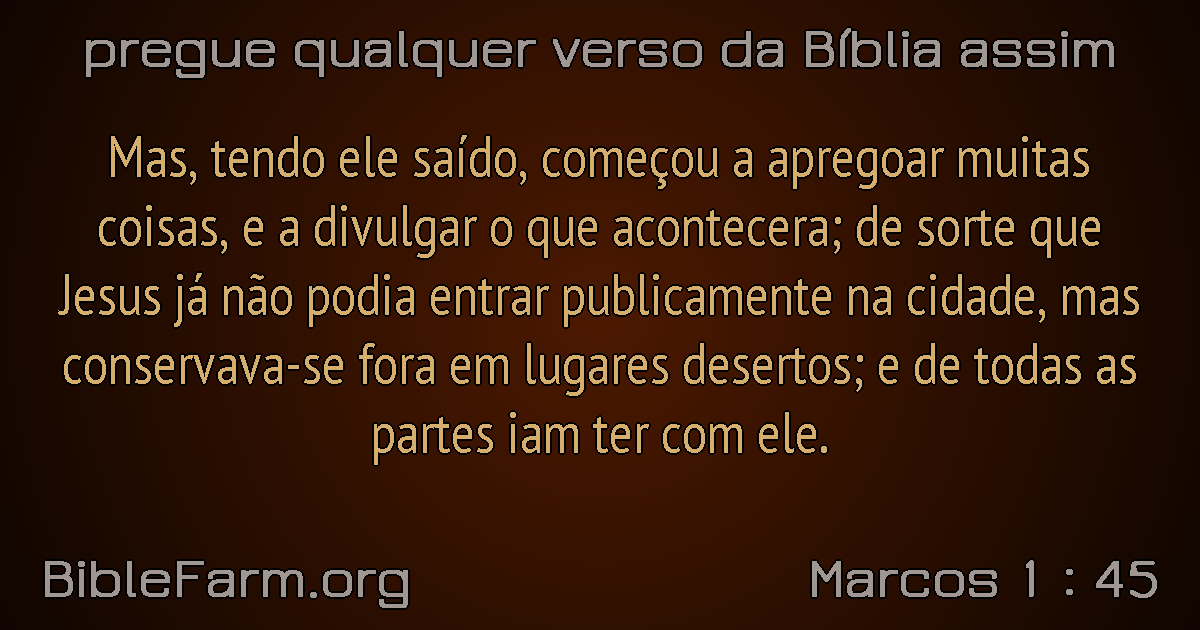 pregue qualquer verso da Bíblia assim
Mas, tendo ele saído, começou a apregoar muitas
coisas, e a divulgar o que acontecera; de sorte que
Jesus já não podia entrar publicamente na cidade, mas
conservava-se fora em lugares desertos; e de todas as
partes iam ter com ele.
BibleFarm.org
Marcos 1 : 45